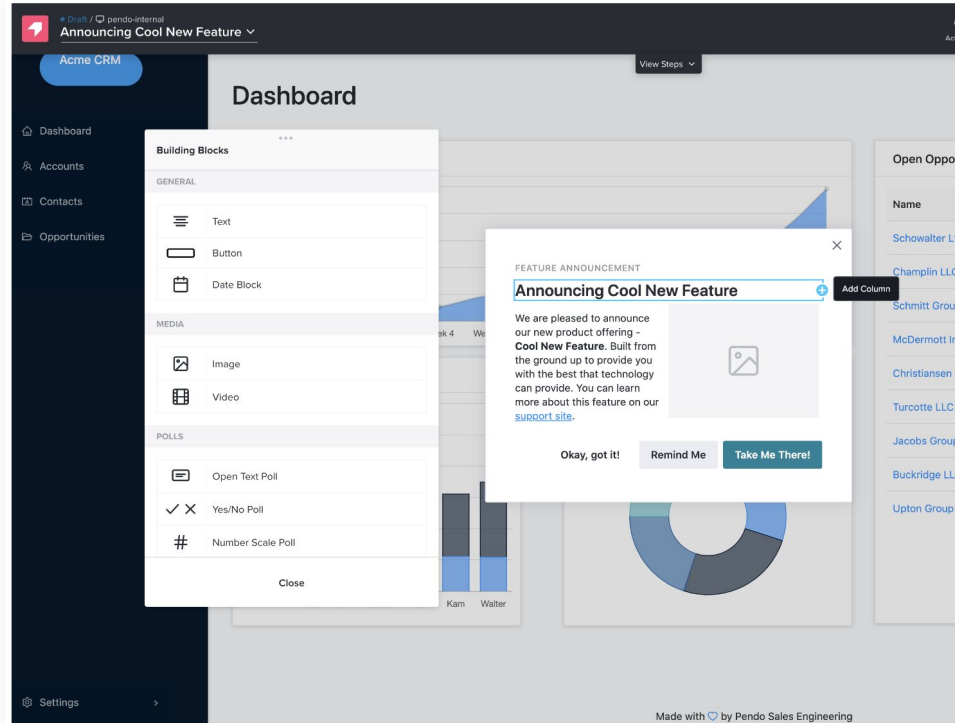 Draft / pendo-internal
Announcing Cool New Feature
View Steps
Acme CRM
Dashboard
Accounts
Contacts
Opportunities
Settings
Dashboard
Building Blocks
GENERAL
Text
Button
Date Block
MEDIA
Image
Video
POLLS
Open Text Poll
Yes/No Poll
Number Scale Poll
Close
Kam Walter
FEATURE ANNOUNCEMENT
Announcing Cool New Feature
Add Column
We are pleased to announce
our new product offering -
Cool New Feature. Built from
the ground up to provide you
with the best that technology
can provide. You can learn
more about this feature on our
support site.
Okay, got it!
Remind Me
Take Me There!
Open
Name
Schowalter
Champlin LLC
Schmitt
McDermott
Christiansen
Turcotte LLC
Jacobs
Buckridge
Upton Group
Made with by Pendo Sales Engineering